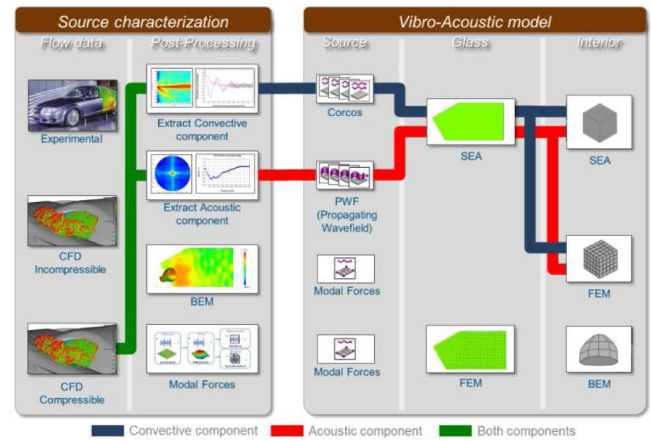 Source characterization
Vibro-Acoustic model
Flow data
Post-Processing
Source
Glass
Interior
Experimental
Extract Convective
component
Corcos
SEA
SEA
CFD
Incompressible
Extract Acoustic
component
PWF
(Propagating
Wavefield)
BEM
Modal Forces
FEM
CFD
Compressible
Modal Forces
Modal Forces
FEM
BEM
Convective component
Acoustic component
Both components